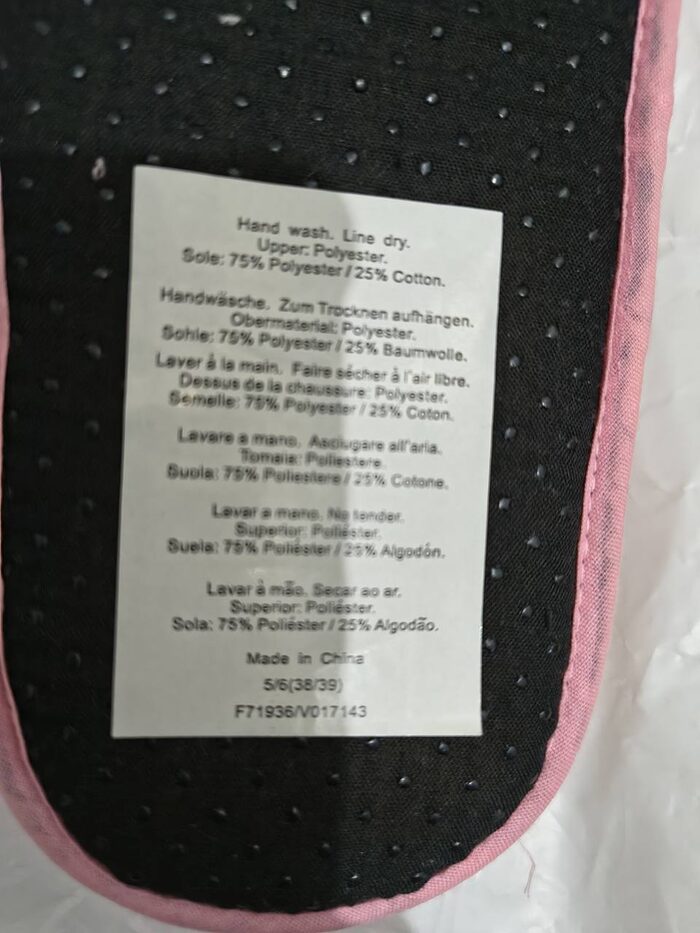 Hand wash. Line dry.
Upper: Polyester.
Sole: 75% Polyester / 25% Cotton.
Handwäsche. Zum Trocknen aufhängen.
Obermaterial: Polyester.
Sohle: 75% Polyester / 25% Baumwolle.
Laver à la main. Faire sécher à l'air libre.
Dessus de la chaussure: Polyester.
Semelle: 75% Polyester / 25% Coton.
Lavare a mano. Asciugare all'aria.
Tomaia: Poliestere.
Suola: 75% Poliestere / 25% Cotone.
Lavar a mano. No tender.
Superior: Poliéster.
Suela: 75% Poliéster / 25% Algodón.
Lavar à mão. Secar ao ar.
Superior: Poliéster.
Sola: 75% Poliéster / 25% Algodão.
Made in China
5/6(38/39)
F71936/V017143